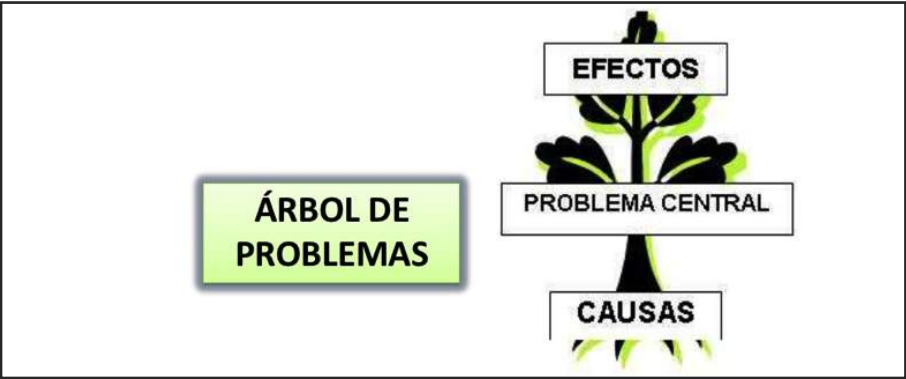 EFECTOS
PROBLEMA CENTRAL
ÁRBOL DE
PROBLEMAS
CAUSAS